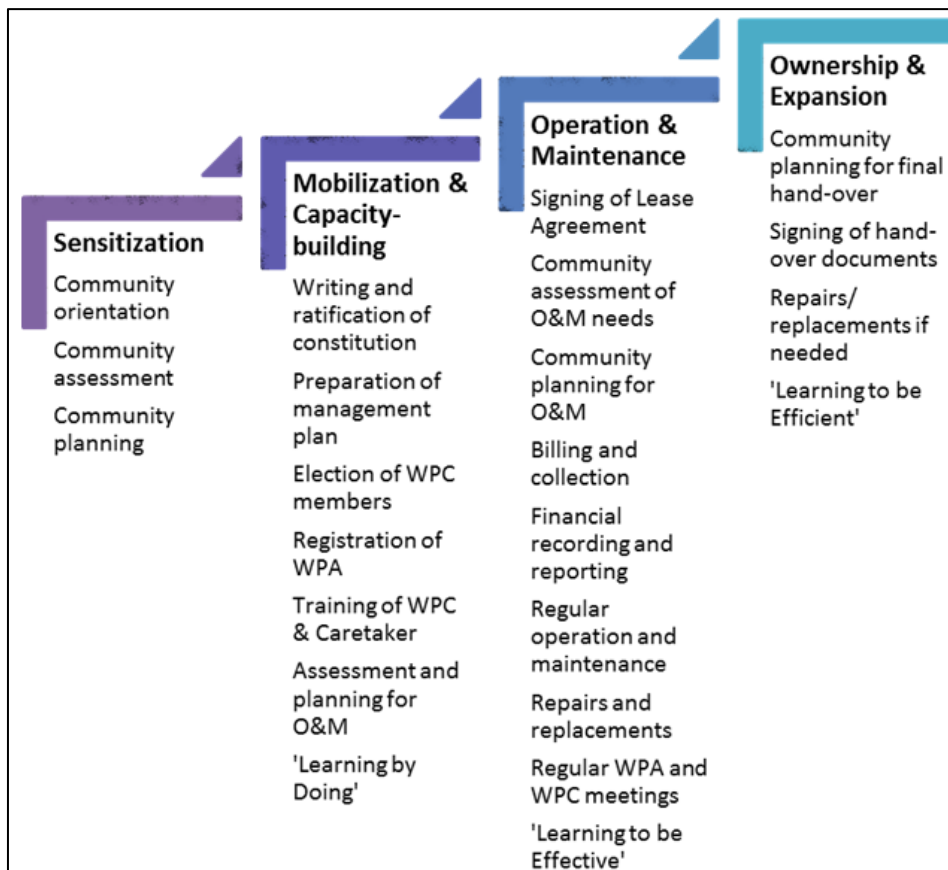 Sensitization
Community
orientation
Community
assessment
Community
planning
Mobilization &
Capacity-
building
Writing and
ratification of
constitution
Preparation of
management
plan
Election of WPC
members
Registration of
WPA
Training of WPC
& Caretaker
Assessment and
planning for
O&M
'Learning by
Doing'
Operation &
Maintenance
Signing of Lease
Agreement
Community
assessment of
O&M needs
Community
planning for
O&M
Billing and
collection
Financial
recording and
reporting
Regular
operation and
maintenance
Repairs and
replacements
Regular WPA and
WPC meetings
'Learning to be
Effective'
Ownership &
Expansion
Community
planning for final
hand-over
Signing of hand-
over documents
Repairs/
replacements if
needed
'Learning to be
Efficient'